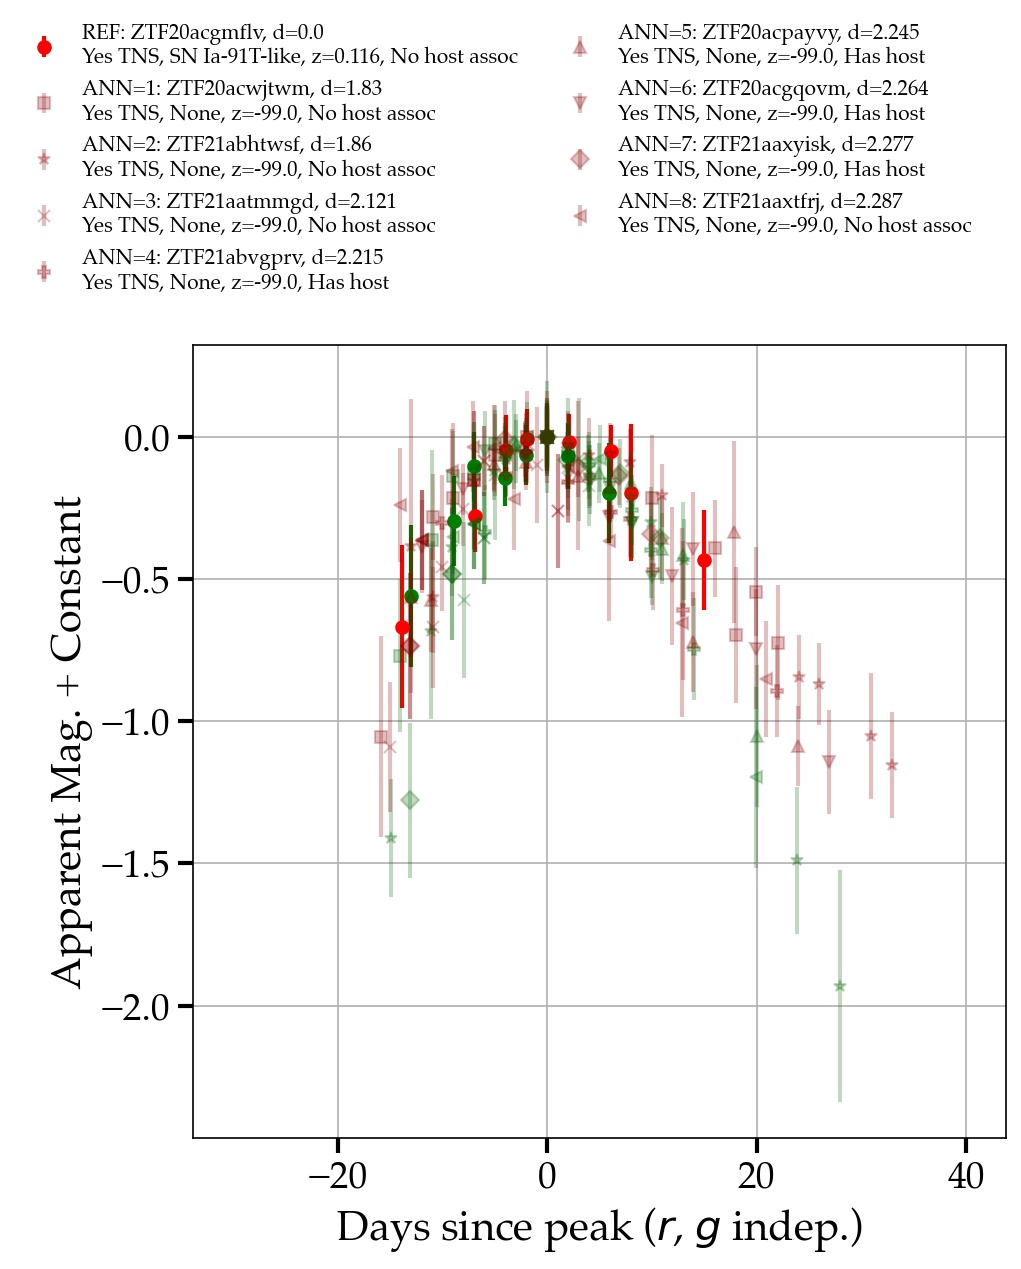 REF: ZTF20acgmflv, d=0.0
Yes TNS, SN Ia-91T-like, z=0.116, No host assoc
ANN=1: ZTF20acwjtwm, d=1.83
Yes TNS, None, z=-99.0, No host assoc
ANN=2: ZTF21abhtwsf, d=1.86
Yes TNS, None, z=-99.0, No host assoc
ANN=3: ZTF21aatmmgd, d=2.121
Yes TNS, None, z=-99.0, No host assoc
ANN=4: ZTF21abvgprv, d=2.215
Yes TNS, None, z=-99.0, Has host
ANN=5: ZTF20acpayvy, d=2.245
Yes TNS, None, z=-99.0, Has host
ANN=6: ZTF20acgqovm, d=2.264
Yes TNS, None, z=-99.0, Has host
ANN=7: ZTF21aaxyisk, d=2.277
Yes TNS, None, z=-99.0, Has host
ANN=8: ZTF21aaxtfrj, d=2.287
Yes TNS, None, z=-99.0, No host assoc
Apparent Mag. + Constant
0.0
−0.5
−1.0
−1.5
−2.0
−20
0
20
40
Days since peak (r, g indep.)